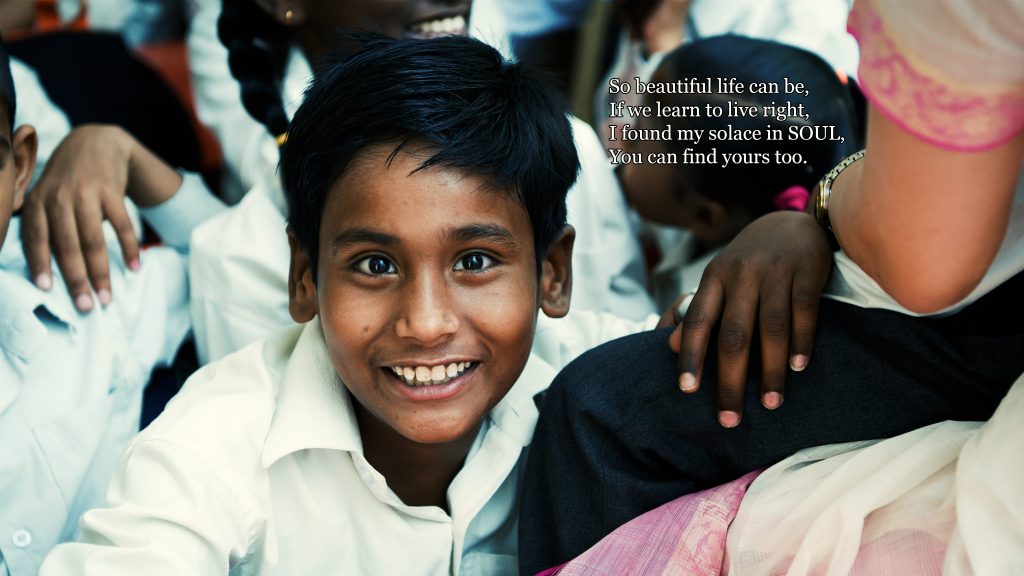 So beautiful life can be,
If we learn to live right,
I found my solace in SOUL,
You can find yours too.